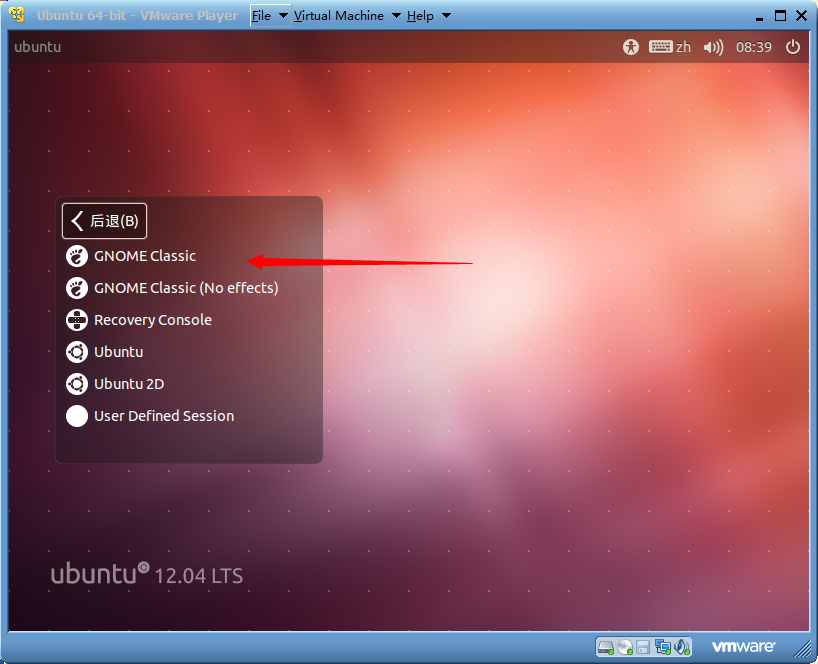 Ubuntu 64-bit - VMware Player File Virtual Machine Help
ubuntu zh 08:39
后退(B)
GNOME Classic
GNOME Classic (No effects)
Recovery Console
Ubuntu
Ubuntu 2D
User Defined Session
ubuntu 12.04 LTS
vmware